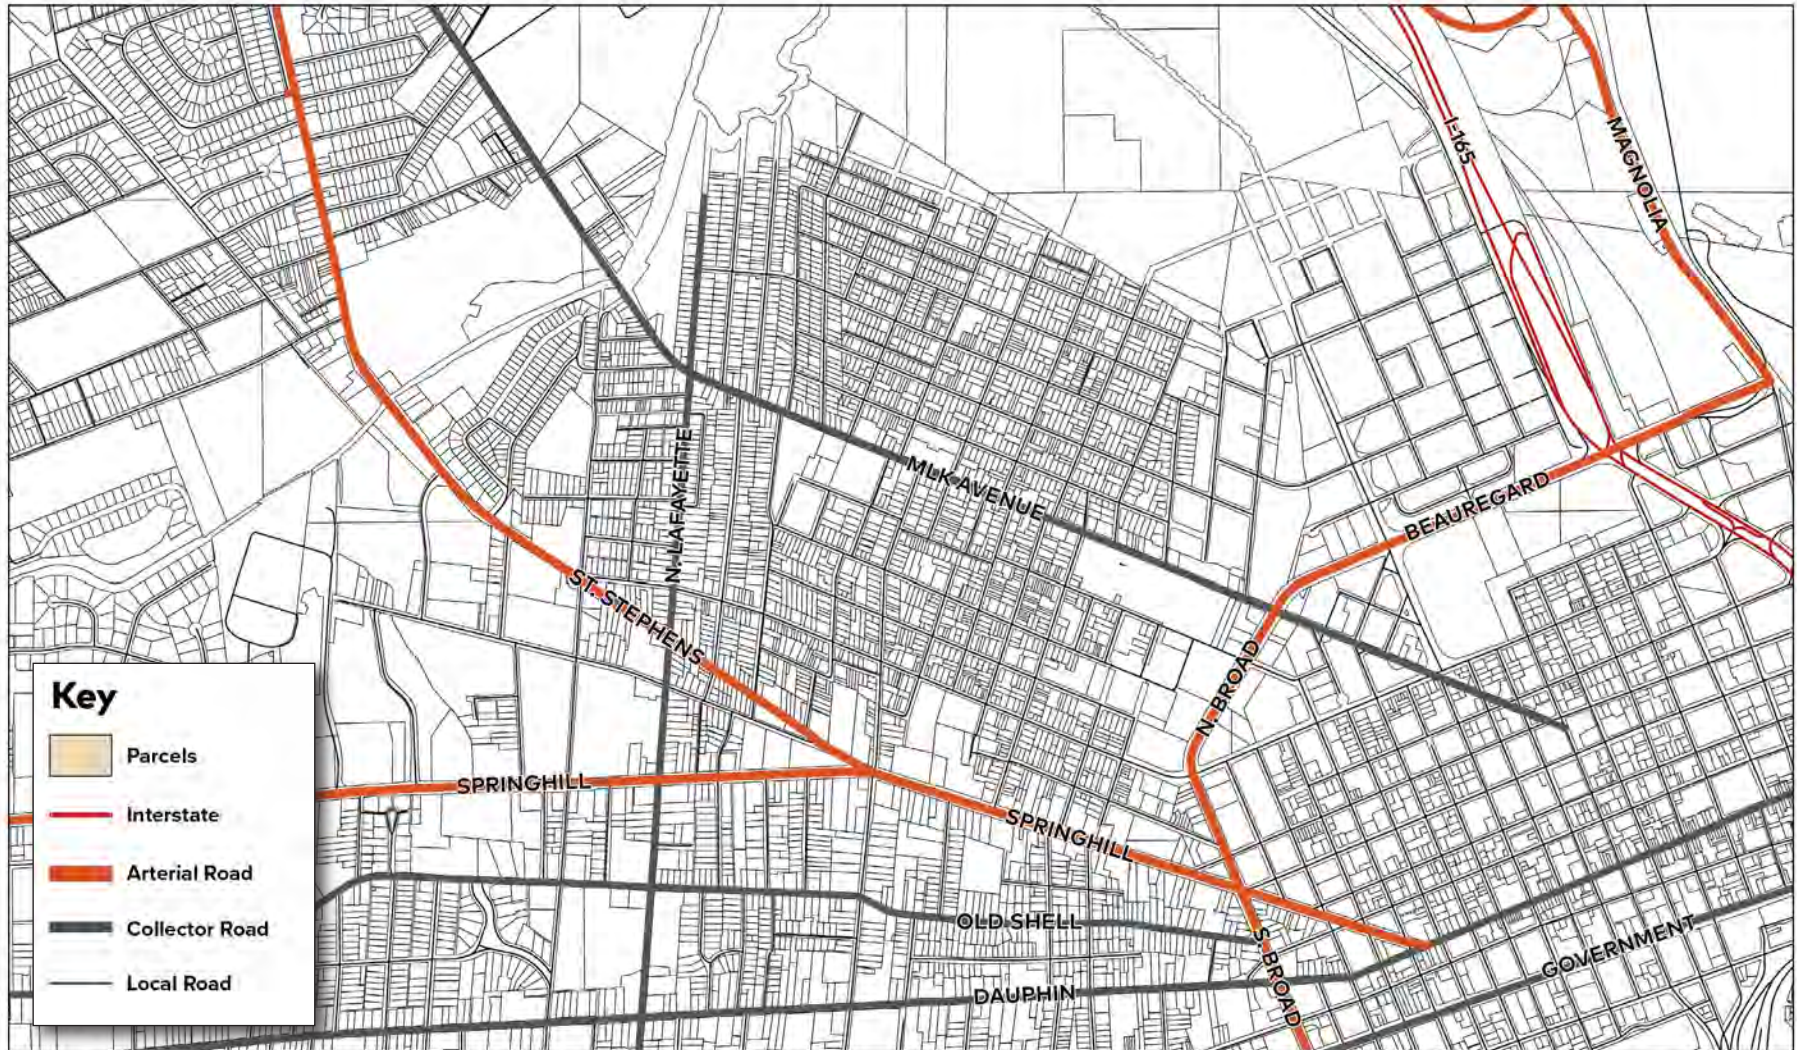 I-165
MAGNOLIA
N. LAFAYETTE
MLK AVENUE
BEAUREGARD
ST. STEPHENS
N. BROAD
SPRINGHILL
SPRINGHILL
OLD SHELL
S. BROAD
GOVERNMENT
DAUPHIN
Key
Parcels
Interstate
Arterial Road
Collector Road
Local Road